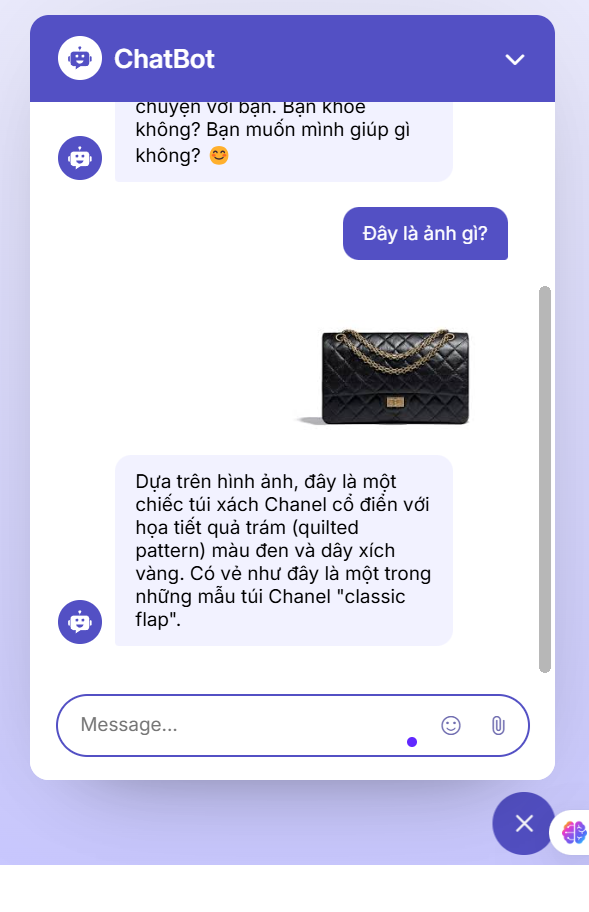 ChatBot
chuyện với bạn. Bạn khỏe
không? Bạn muốn mình giúp gì
không? 😊
Đây là ảnh gì?
Dựa trên hình ảnh, đây là một
chiếc túi xách Chanel cổ điển với
họa tiết quả trám (quilted
pattern) màu đen và dây xích
vàng. Có vẻ như đây là một trong
những mẫu túi Chanel "classic
flap".
Message...